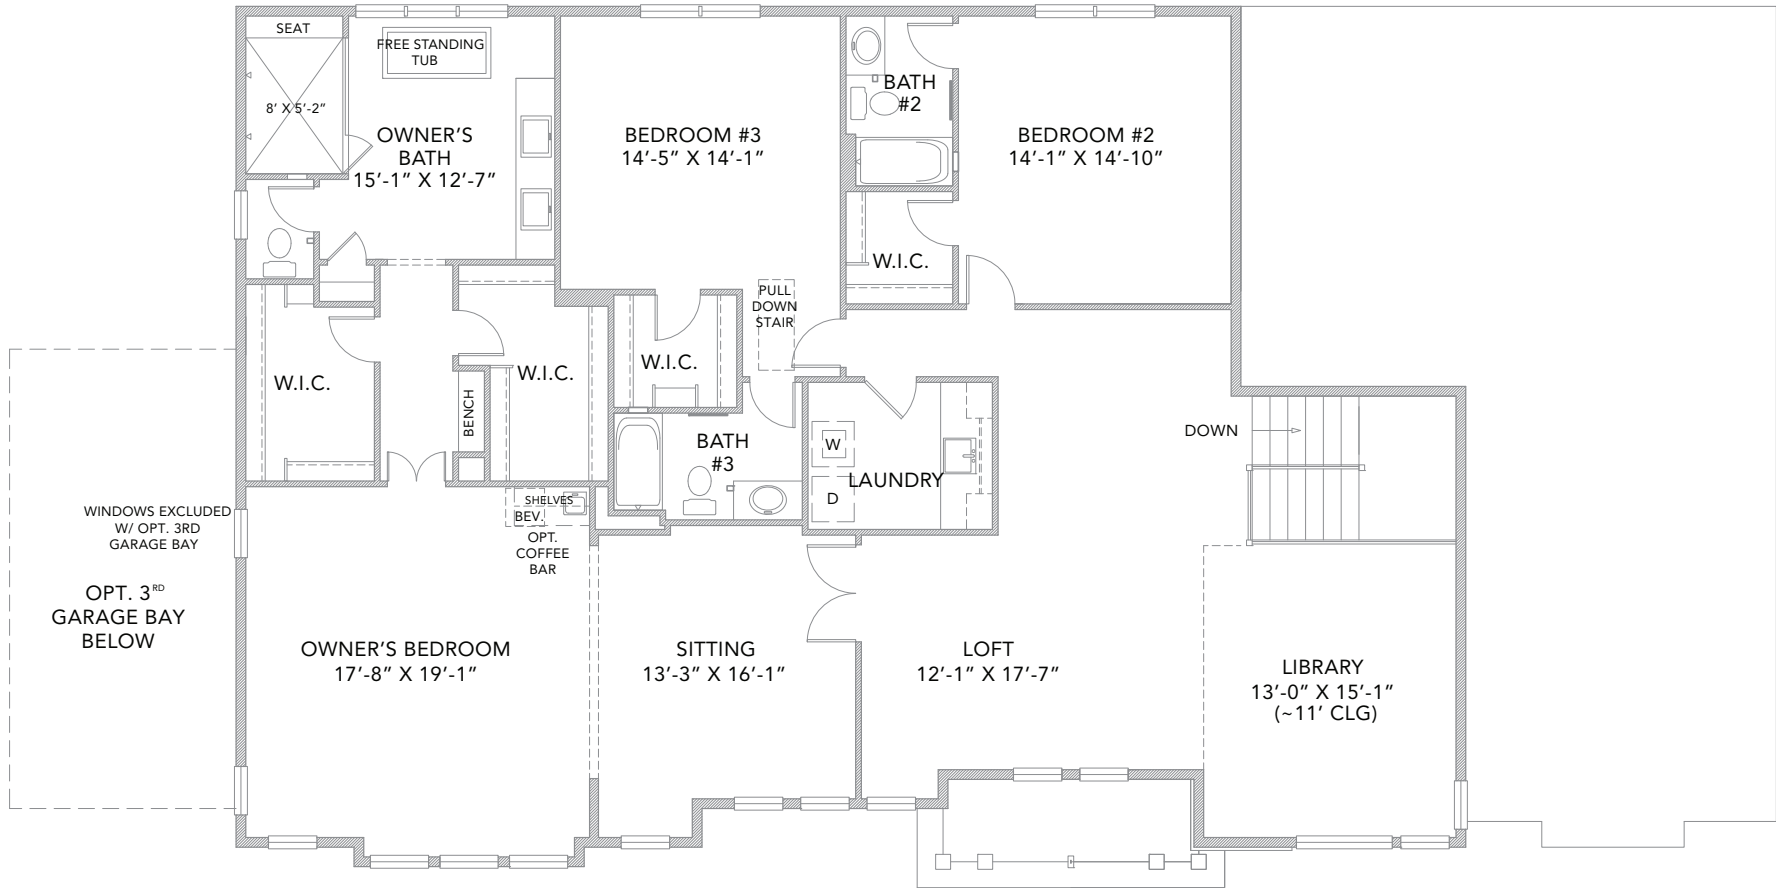 SEAT
FREE STANDING
TUB
8' X 5'-2"
OWNER'S
BATH
15'-1" X 12'-7"
BEDROOM #3
14'-5" X 14'-1"
BATH
#2
BEDROOM #2
14'-1" X 14'-10"
W.I.C.
PULL
DOWN
STAIR
W.I.C.
W.I.C.
W.I.C.
BENCH
BATH
#3
W
D
LAUNDRY
DOWN
SHELVES
BEV.
OPT.
COFFEE
BAR
WINDOWS EXCLUDED
W/ OPT. 3RD
GARAGE BAY
OPT. 3RD
GARAGE BAY
BELOW
OWNER'S BEDROOM
17'-8" X 19'-1"
SITTING
13'-3" X 16'-1"
LOFT
12'-1" X 17'-7"
LIBRARY
13'-0" X 15'-1"
(~11' CLG)